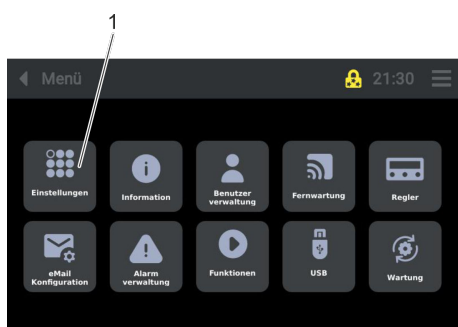 1
Menü
21:30
Einstellungen
Information
Benutzer
verwaltung
Fernwartung
Regler
eMail
Konfiguration
Alarm
verwaltung
Funktionen
USB
Wartung